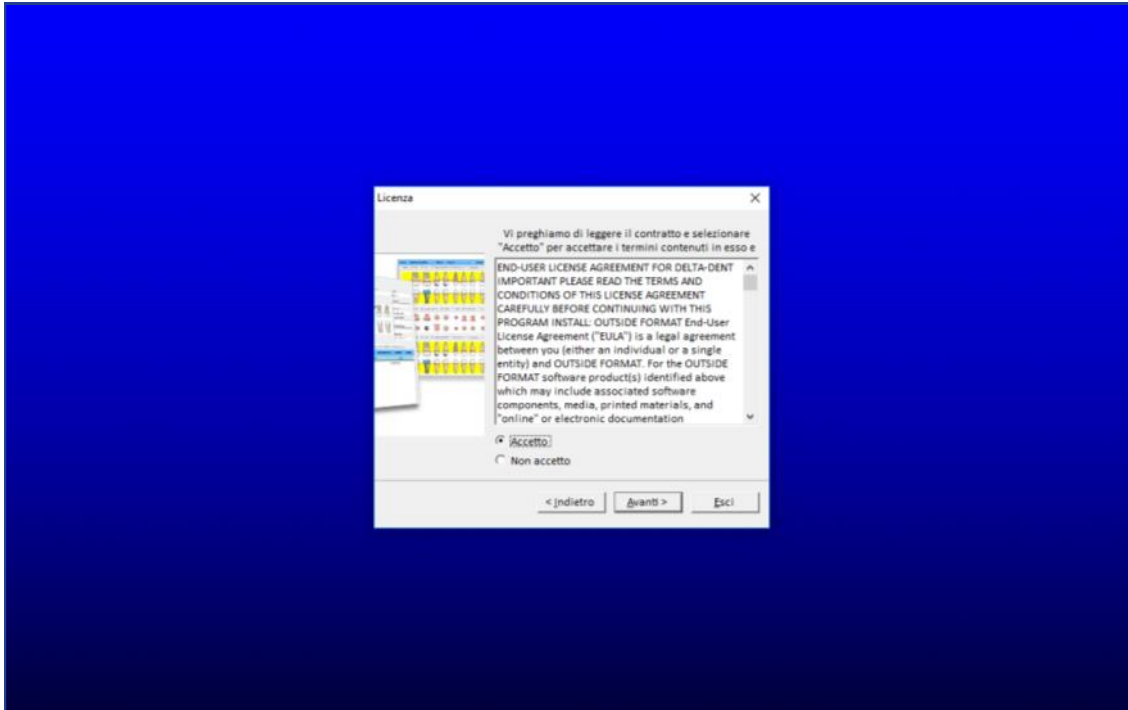 Licenza
Vi preghiamo di leggere il contratto e selezionare
"Accetto" per accettare i termini contenuti in esso e
END-USER LICENSE AGREEMENT FOR DELTA-DENT
IMPORTANT PLEASE READ THE TERMS AND
CONDITIONS OF THIS LICENSE AGREEMENT
CAREFULLY BEFORE CONTINUING WITH THIS
PROGRAM INSTALL: OUTSIDE FORMAT End-User
License Agreement ("EULA") is a legal agreement
between you (either an individual or a single
entity) and OUTSIDE FORMAT. For the OUTSIDE
FORMAT software product(s) identified above
which may include associated software
components, media, printed materials, and
"online" or electronic documentation
Accetto
Non accetto
< Indietro
Avanti >
Esci